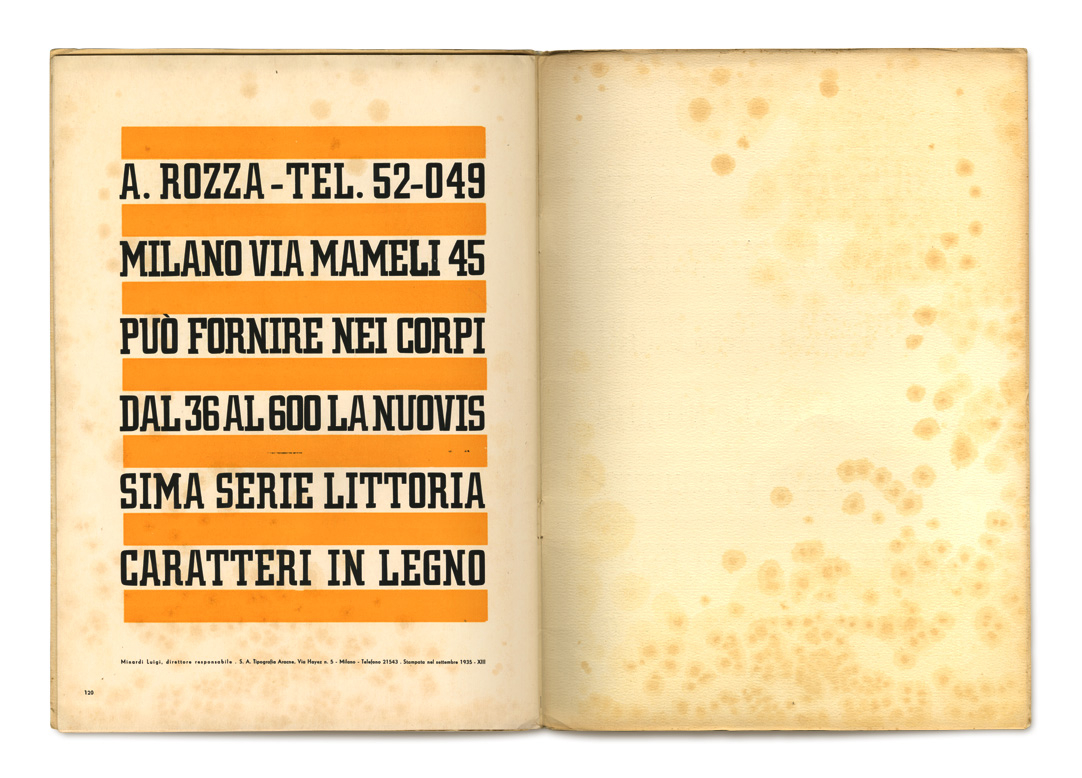 A. ROZZA - TEL. 52-049
MILANO VIA MAMELI 45
PUÒ FORNIRE NEI CORPI
DAL 36 AL 600 LA NUOVIS
SIMA SERIE LITTORIA
CARATTERI IN LEGNO
Minardi Luigi, direttore responsabile . S. A. Tipografia Aracne, Via Hayez n. 5 - Milano - Telefono 21543 . Stampato nel settembre 1935 - XIII
120